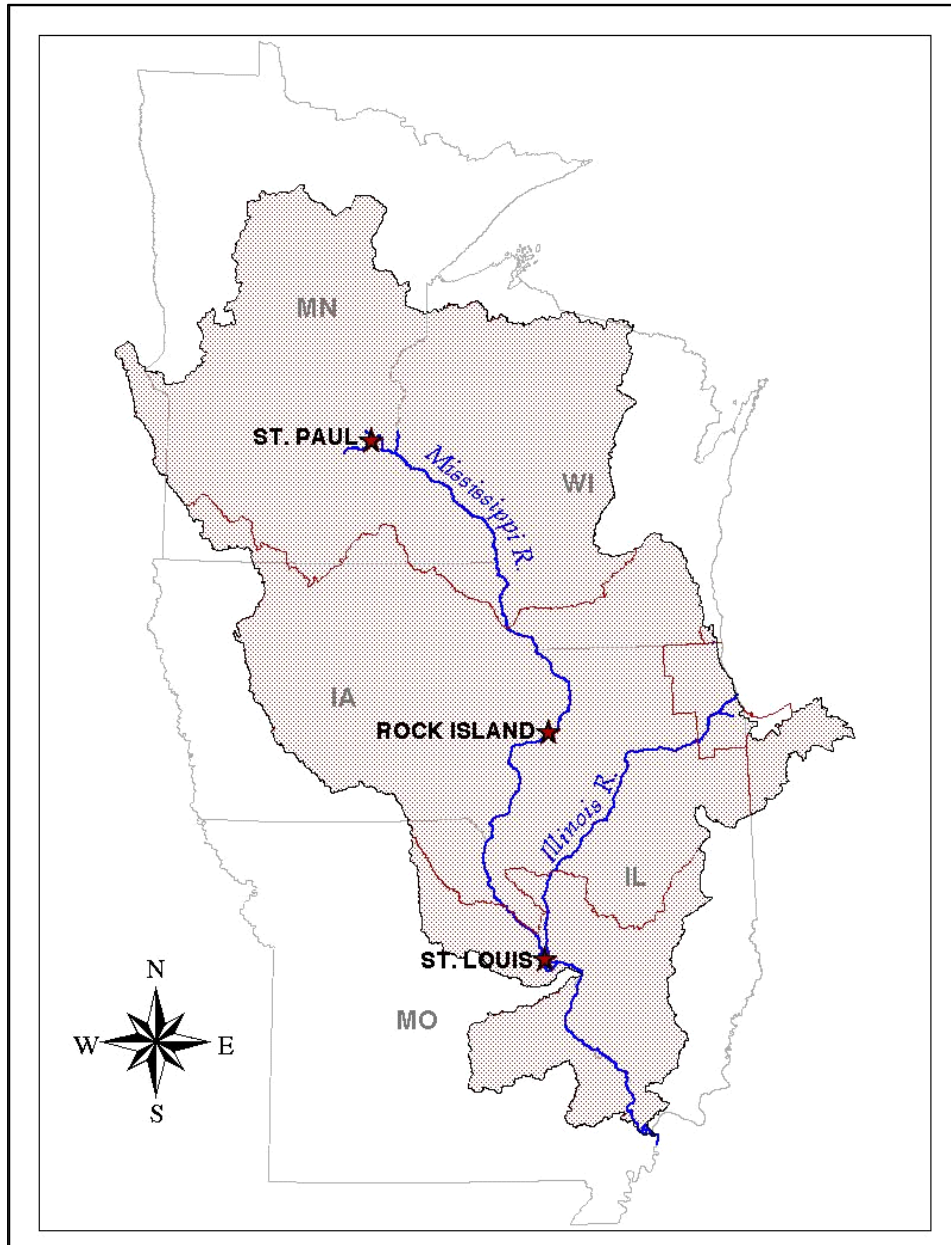 MN
ST. PAUL
Mississippi R.
WI
IA
ROCK ISLAND
Illinois R.
IL
ST. LOUIS
MO
N
W
E
S